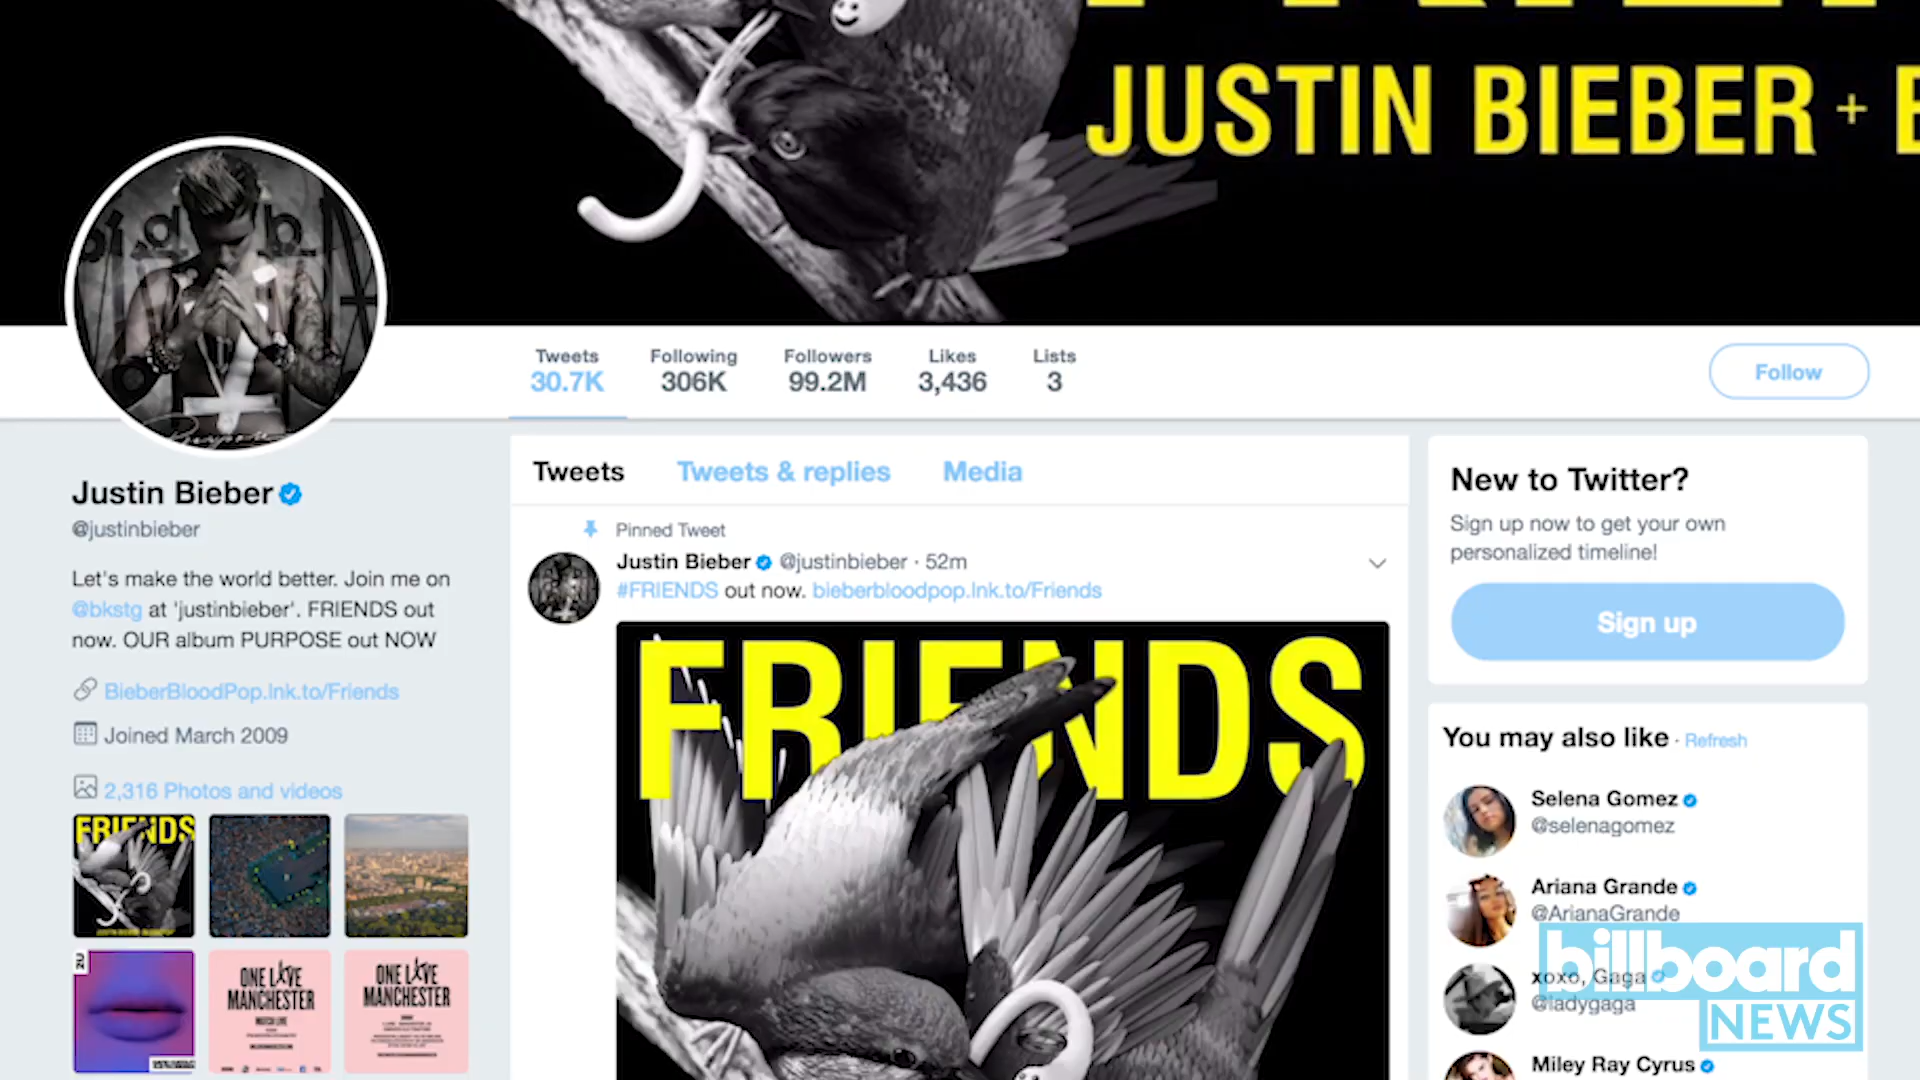 JUSTIN BIEBER +
Tweets Following Followers Likes Lists
30.7K 306K 99.2M 3,436 3
Follow
Justin Bieber
@justinbieber
Let's make the world better. Join me on
@bkstg at 'justinbieber'. FRIENDS out
now. OUR album PURPOSE out NOW
BieberBloodPop.lnk.to/Friends
Joined March 2009
2,316 Photos and videos
FRIENDS
2U
ONE LOVE
MANCHESTER
ONE LOVE
MANCHESTER
Tweets Tweets & replies Media
Pinned Tweet
Justin Bieber @justinbieber · 52m
#FRIENDS out now. bieberbloodpop.lnk.to/Friends
FRIENDS
New to Twitter?
Sign up now to get your own
personalized timeline!
Sign up
You may also like · Refresh
Selena Gomez
@selenagomez
Ariana Grande
@ArianaGrande
xoxo, Gaga
@ladygaga
Miley Ray Cyrus
billboard
NEWS